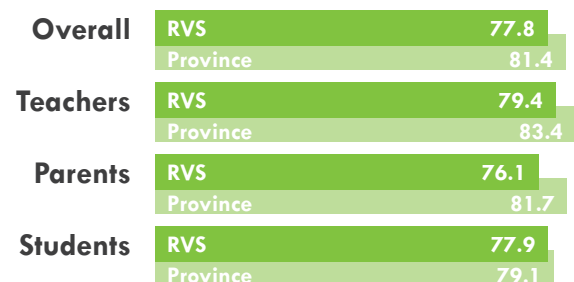 Overall RVS 77.8
Province 81.4
Teachers RVS 79.4
Province 83.4
Parents RVS 76.1
Province 81.7
Students RVS 77.9
Province 79.1